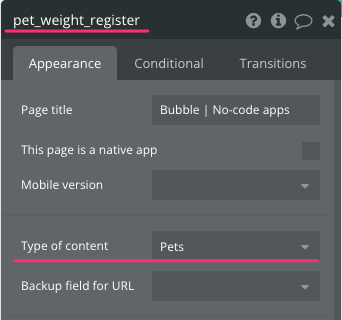 pet_weight_register
Appearance Conditional Transitions
Page title Bubble | No-code apps
This page is a native app
Mobile version
Type of content Pets
Backup field for URL